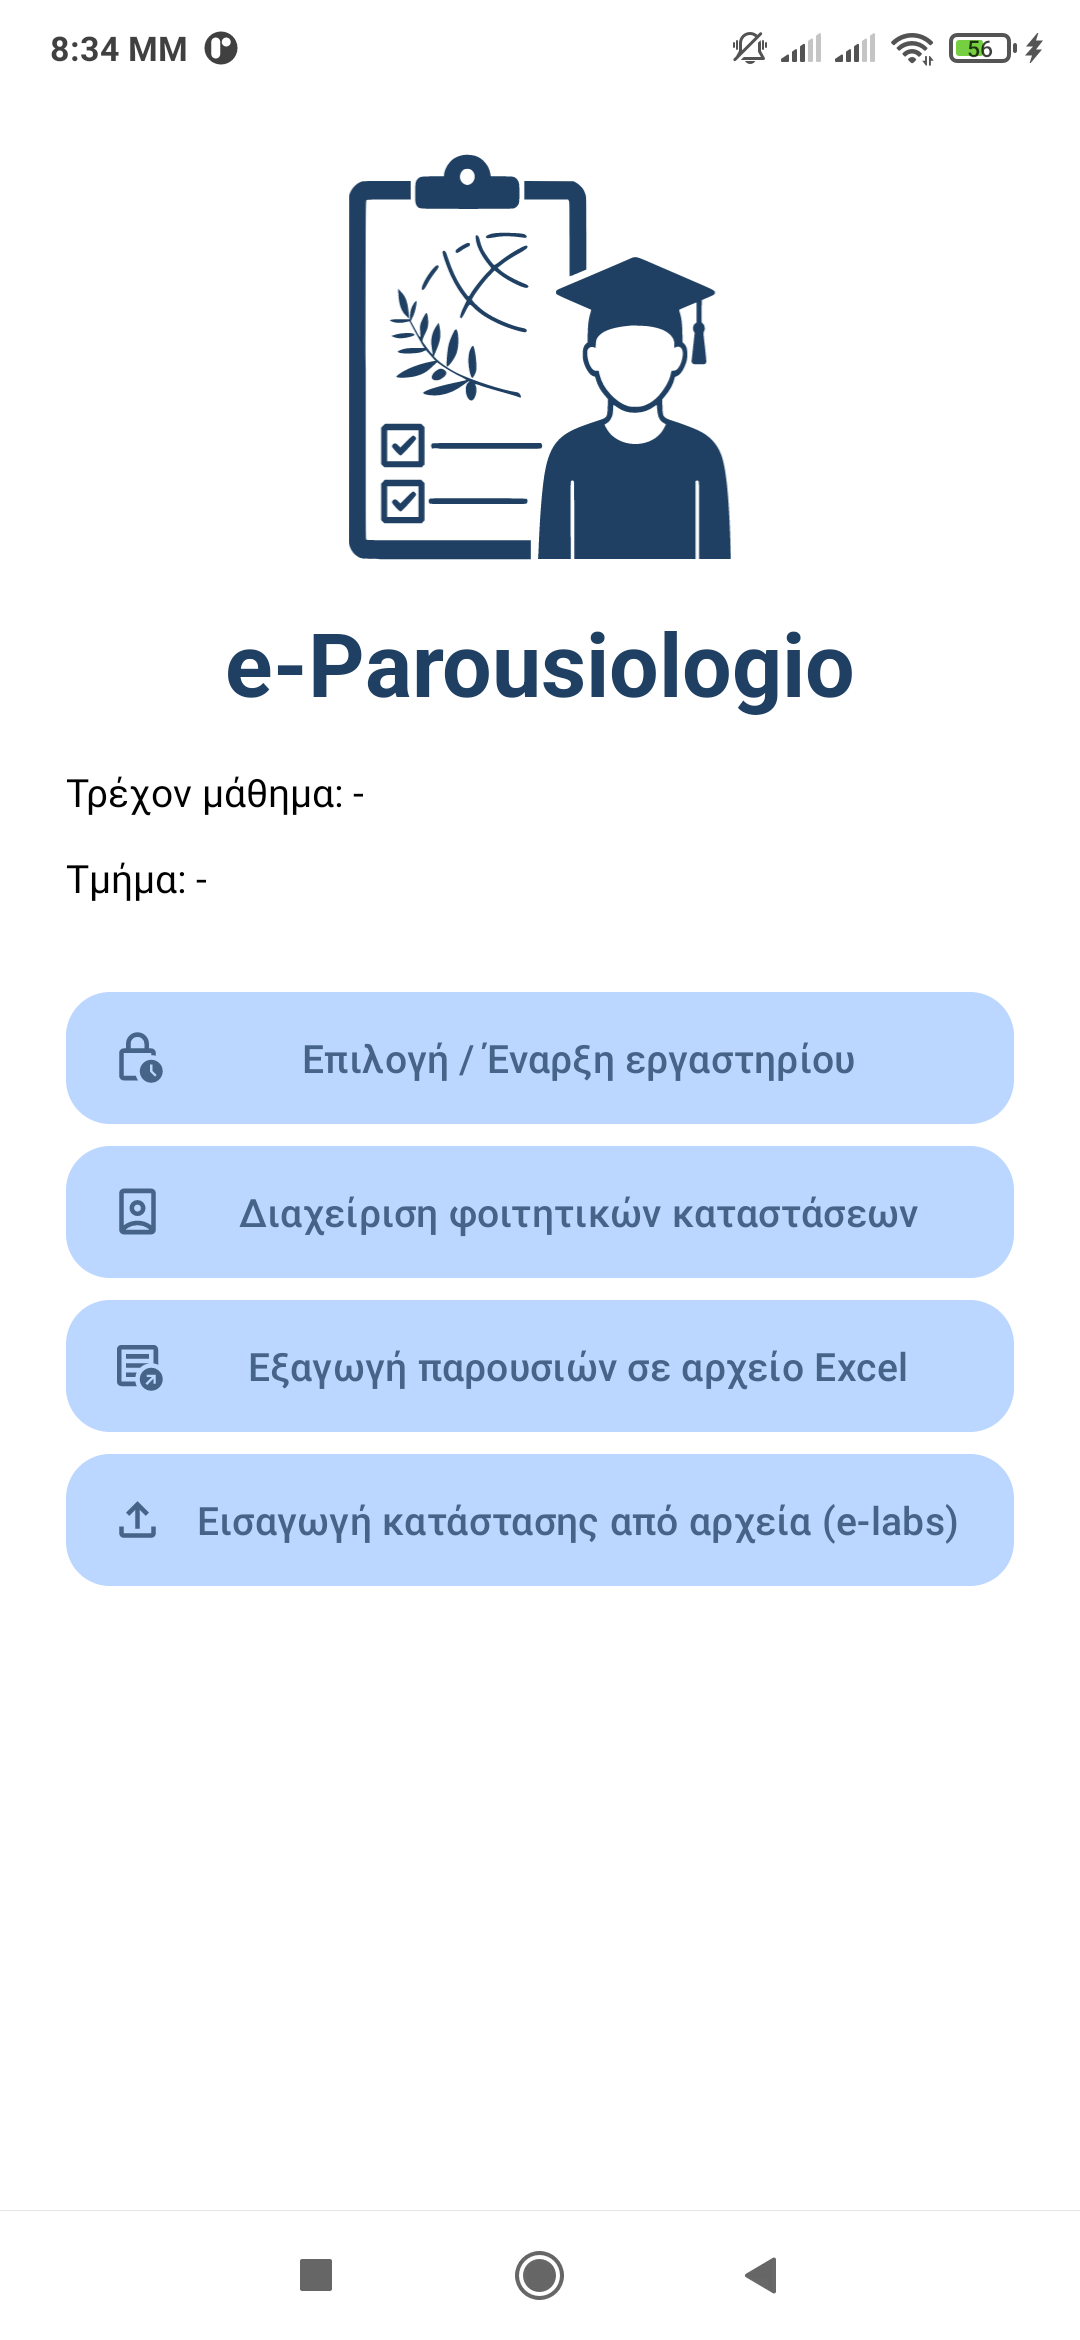 8:34 ΜΜ
56
e-Parousiologio
Τρέχον μάθημα: -
Τμήμα: -
Επιλογή / Έναρξη εργαστηρίου
Διαχείριση φοιτητικών καταστάσεων
Εξαγωγή παρουσιών σε αρχείο Excel
Εισαγωγή κατάστασης από αρχεία (e-labs)